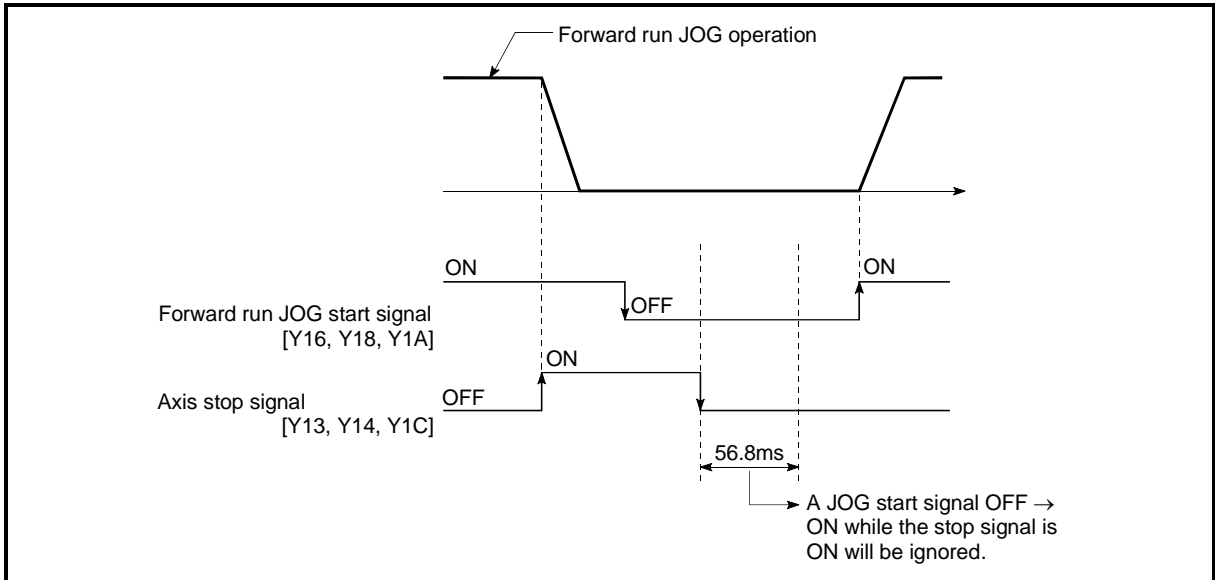 Forward run JOG operation
ON
ON
Forward run JOG start signal
OFF
[Y16, Y18, Y1A]
ON
Axis stop signal
OFF
[Y13, Y14, Y1C]
56.8ms
A JOG start signal OFF →
ON while the stop signal is
ON will be ignored.